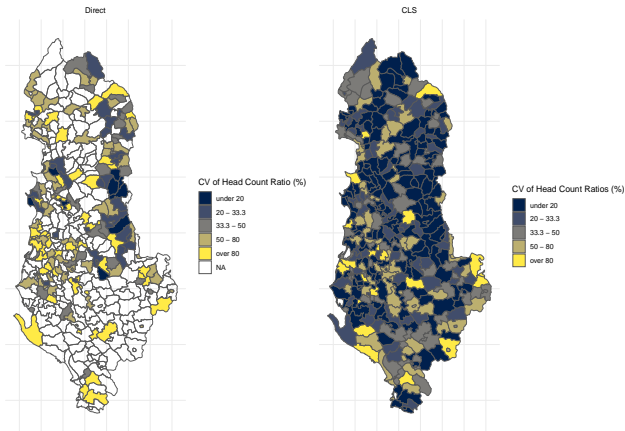 Direct
CLS
CV of Head Count Ratio (%)
under 20
20 – 33.3
33.3 – 50
50 – 80
over 80
NA
CV of Head Count Ratios (%)
under 20
20 – 33.3
33.3 – 50
50 – 80
over 80